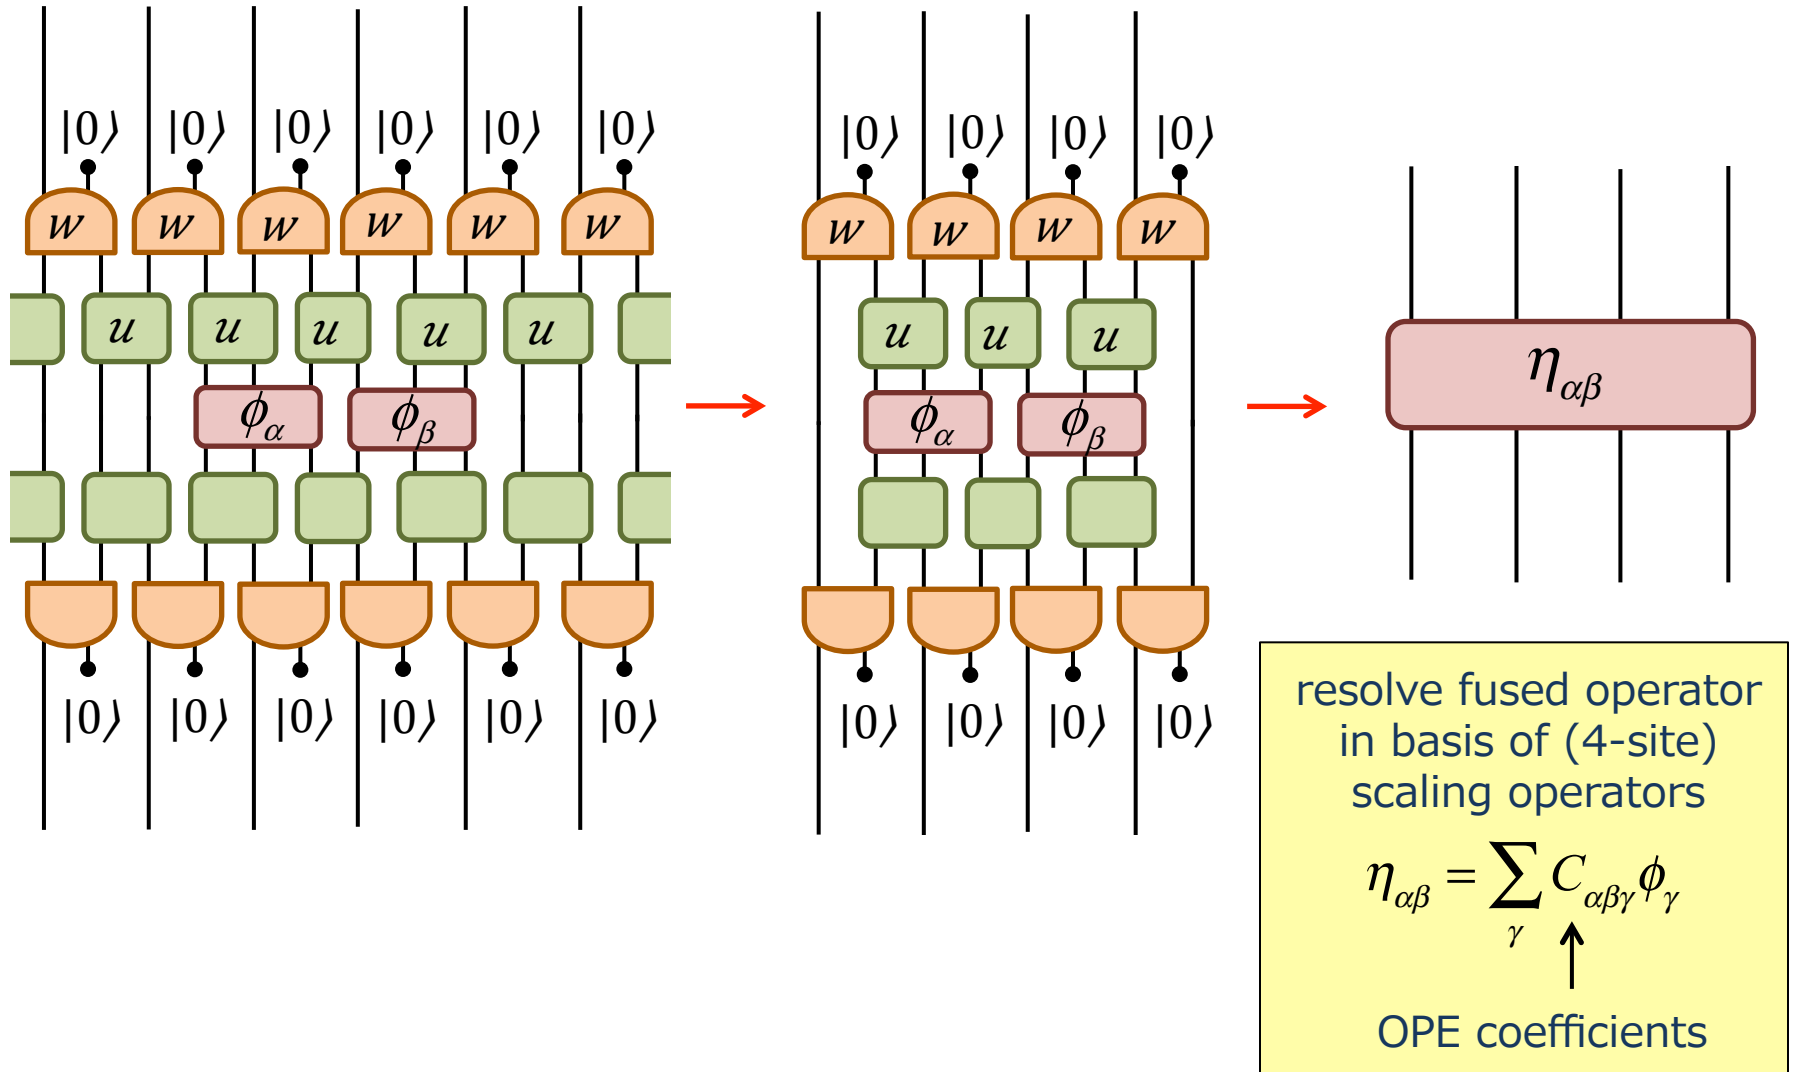 |0⟩ |0⟩ |0⟩ |0⟩ |0⟩ |0⟩
w w w w w w
u u u u u
ϕα ϕβ
|0⟩ |0⟩ |0⟩ |0⟩ |0⟩ |0⟩
|0⟩ |0⟩ |0⟩ |0⟩
w w w w
u u u
ϕα ϕβ
|0⟩ |0⟩ |0⟩ |0⟩
ηαβ
resolve fused operator
in basis of (4-site)
scaling operators
ηαβ = ∑γ Cαβγ ϕγ
OPE coefficients